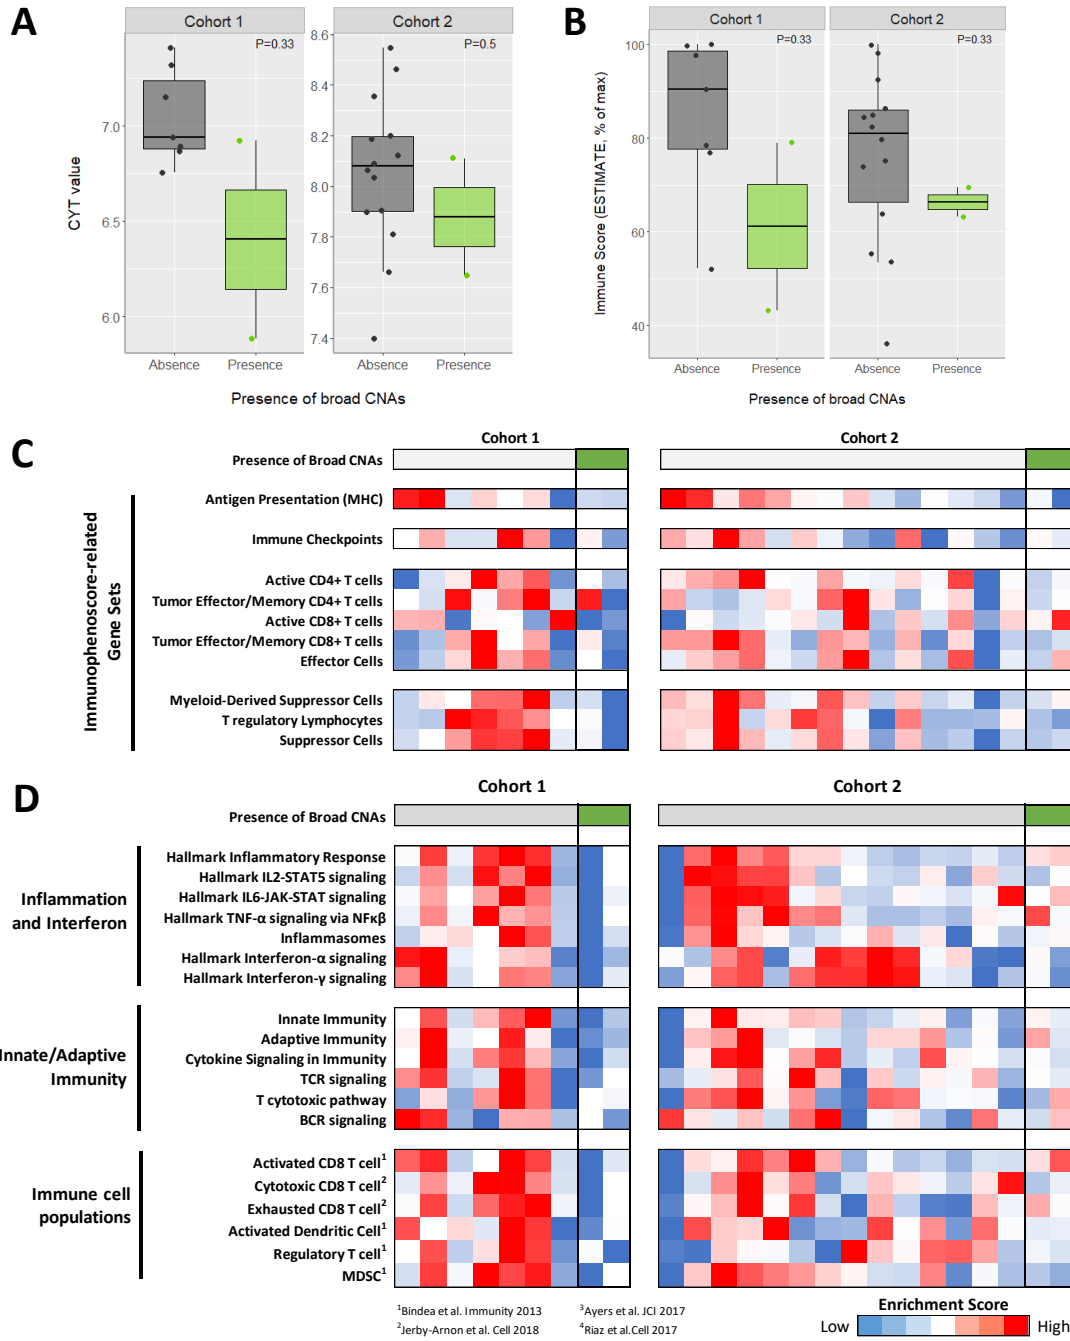 A
Cohort 1
Cohort 2
P=0.33
P=0.5
CYT value
7.0
6.5
6.0
8.6
8.4
8.2
8.0
7.8
7.6
7.4
Absence
Presence
Absence
Presence
Presence of broad CNAs
B
Cohort 1
Cohort 2
P=0.33
P=0.33
Immune Score (ESTIMATE, % of max)
100
80
60
40
Absence
Presence
Absence
Presence
Presence of broad CNAs
C
Cohort 1
Cohort 2
Presence of Broad CNAs
Immunophenoscore-related
Gene Sets
Antigen Presentation (MHC)
Immune Checkpoints
Active CD4+ T cells
Tumor Effector/Memory CD4+ T cells
Active CD8+ T cells
Tumor Effector/Memory CD8+ T cells
Effector Cells
Myeloid-Derived Suppressor Cells
T regulatory Lymphocytes
Suppressor Cells
D
Cohort 1
Cohort 2
Presence of Broad CNAs
Inflammation
and Interferon
Hallmark Inflammatory Response
Hallmark IL2-STAT5 signaling
Hallmark IL6-JAK-STAT signaling
Hallmark TNF-α signaling via NFκβ
Inflammasomes
Hallmark Interferon-α signaling
Hallmark Interferon-γ signaling
Innate/Adaptive
Immunity
Innate Immunity
Adaptive Immunity
Cytokine Signaling in Immunity
TCR signaling
T cytotoxic pathway
BCR signaling
Immune cell
populations
Activated CD8 T cell¹
Cytotoxic CD8 T cell²
Exhausted CD8 T cell²
Activated Dendritic Cell¹
Regulatory T cell¹
MDSC¹
¹Bindea et al. Immunity 2013
³Ayers et al. JCI 2017
²Jerby-Arnon et al. Cell 2018
⁴Riaz et al.Cell 2017
Enrichment Score
Low
High